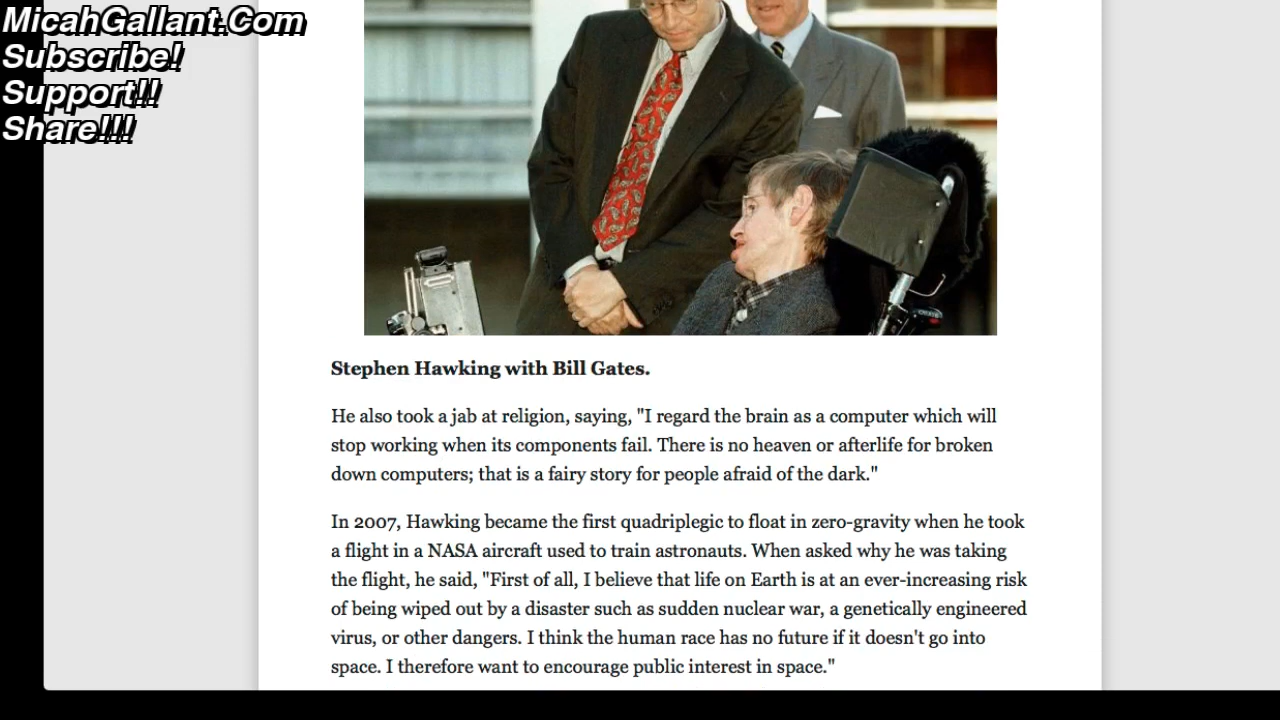 MicahGallant.Com
Subscribe!
Support!!
Share!!!
Stephen Hawking with Bill Gates.
He also took a jab at religion, saying, "I regard the brain as a computer which will
stop working when its components fail. There is no heaven or afterlife for broken
down computers; that is a fairy story for people afraid of the dark."
In 2007, Hawking became the first quadriplegic to float in zero-gravity when he took
a flight in a NASA aircraft used to train astronauts. When asked why he was taking
the flight, he said, "First of all, I believe that life on Earth is at an ever-increasing risk
of being wiped out by a disaster such as sudden nuclear war, a genetically engineered
virus, or other dangers. I think the human race has no future if it doesn't go into
space. I therefore want to encourage public interest in space."